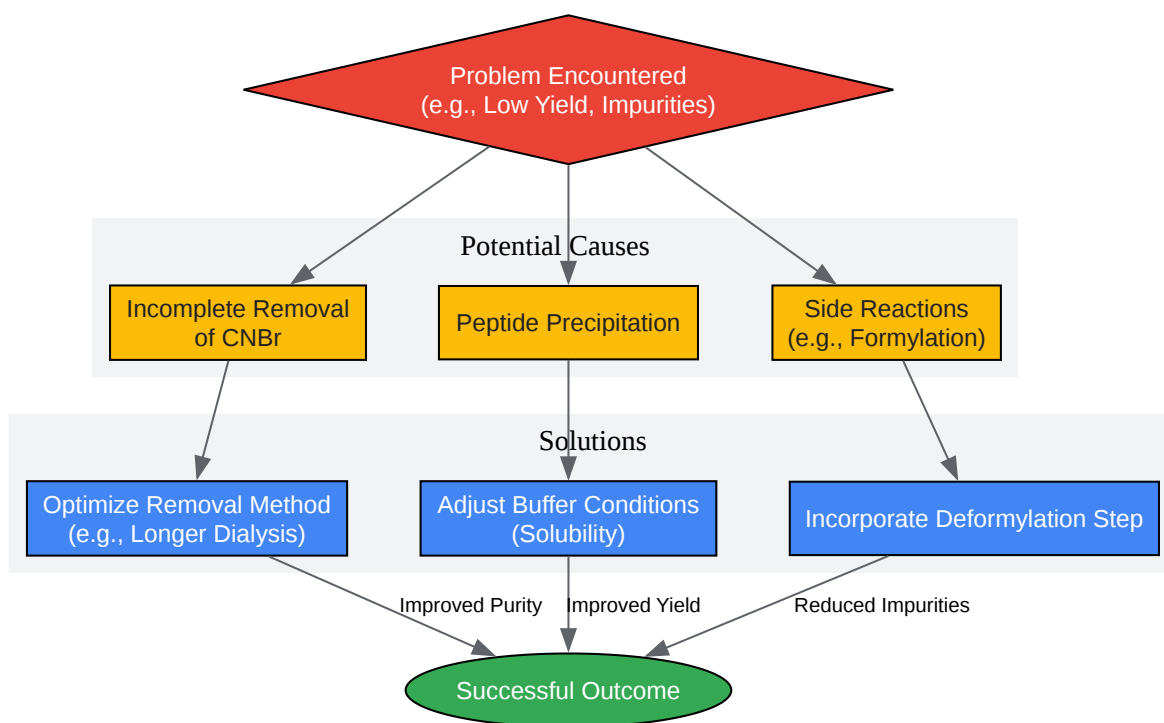 Problem Encountered
(e.g., Low Yield, Impurities)
Potential Causes
Incomplete Removal
of CNBr
Peptide Precipitation
Side Reactions
(e.g., Formylation)
Solutions
Optimize Removal Method
(e.g., Longer Dialysis)
Adjust Buffer Conditions
(Solubility)
Incorporate Deformylation Step
Improved Purity
Improved Yield
Reduced Impurities
Successful Outcome